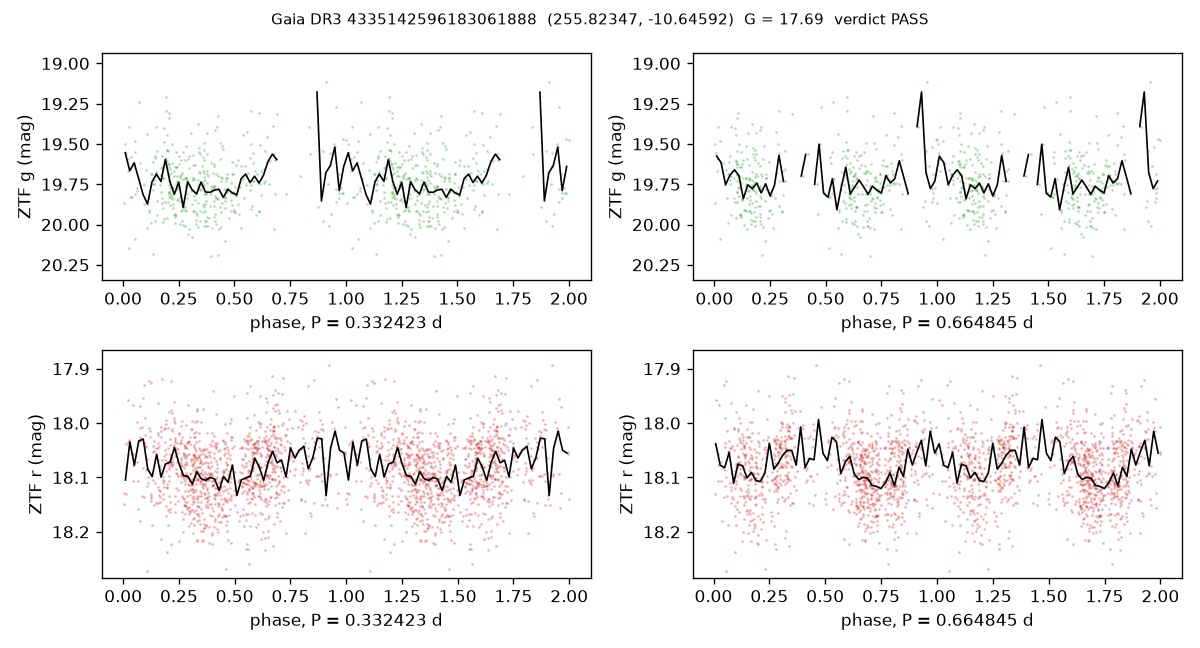 Gaia DR3 4335142596183061888  (255.82347, -10.64592)  G = 17.69  verdict PASS
ZTF g (mag)
19.00
19.25
19.50
19.75
20.00
20.25
0.00 0.25 0.50 0.75 1.00 1.25 1.50 1.75 2.00
phase, P = 0.332423 d
ZTF g (mag)
19.00
19.25
19.50
19.75
20.00
20.25
0.00 0.25 0.50 0.75 1.00 1.25 1.50 1.75 2.00
phase, P = 0.664845 d
ZTF r (mag)
17.9
18.0
18.1
18.2
0.00 0.25 0.50 0.75 1.00 1.25 1.50 1.75 2.00
phase, P = 0.332423 d
ZTF r (mag)
17.9
18.0
18.1
18.2
0.00 0.25 0.50 0.75 1.00 1.25 1.50 1.75 2.00
phase, P = 0.664845 d